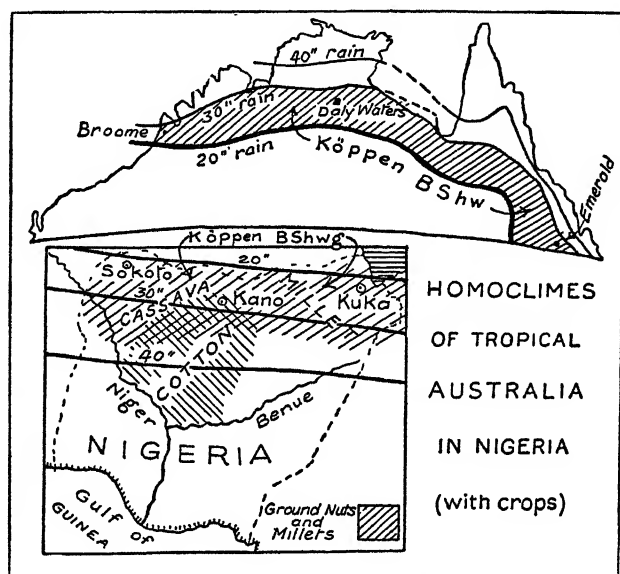 40" rain
30" rain
Daly Waters
Broome
20" rain
Köppen
BShw
Emerald
Köppen BShwg
20"
Sokoto
30"
CASSAVA
Kano
Kuka
40"
COTTON
Niger
Benue
NIGERIA
Gulf of
GUINEA
Ground Nuts
and
Millets
HOMOCLIMES
OF TROPICAL
AUSTRALIA
IN NIGERIA
(with crops)